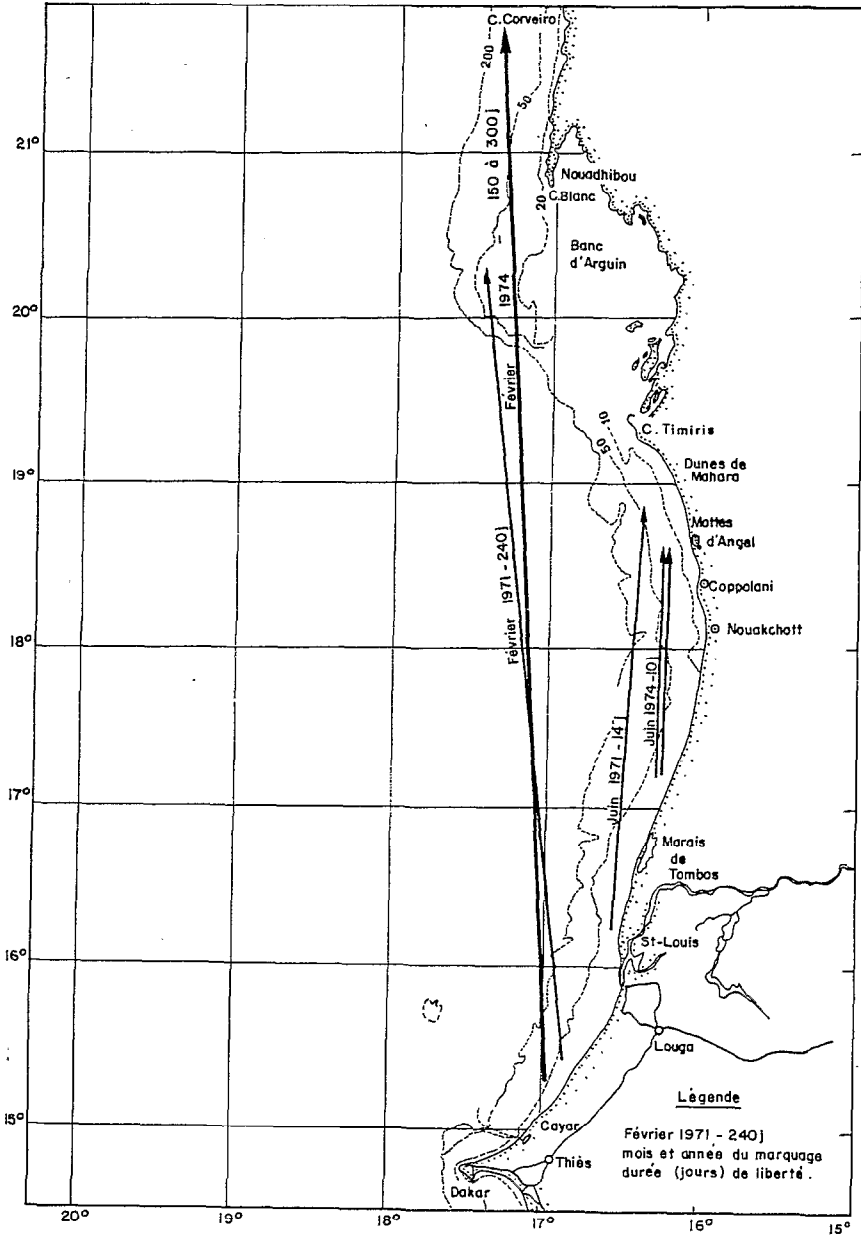 C. Corveiro
200
50
20
150 à 300 j
21°
Nouadhibou
C. Blanc
Banc
d'Arguin
1974
20°
Février
10
50
C. Timiris
19°
Dunes de
Mahara
Mottes
d'Angel
Coppolani
Février 1971 - 240 j
Nouakchott
18°
Juin 1971 - 14 j
Juin 1974 - 10 j
17°
Marais
de
Tombos
St-Louis
16°
Louga
Légende
15°
Cayar
Février 1971 - 240 j
mois et année du marquage
durée (jours) de liberté.
Thiès
Dakar
20°
19°
18°
17°
16°
15°